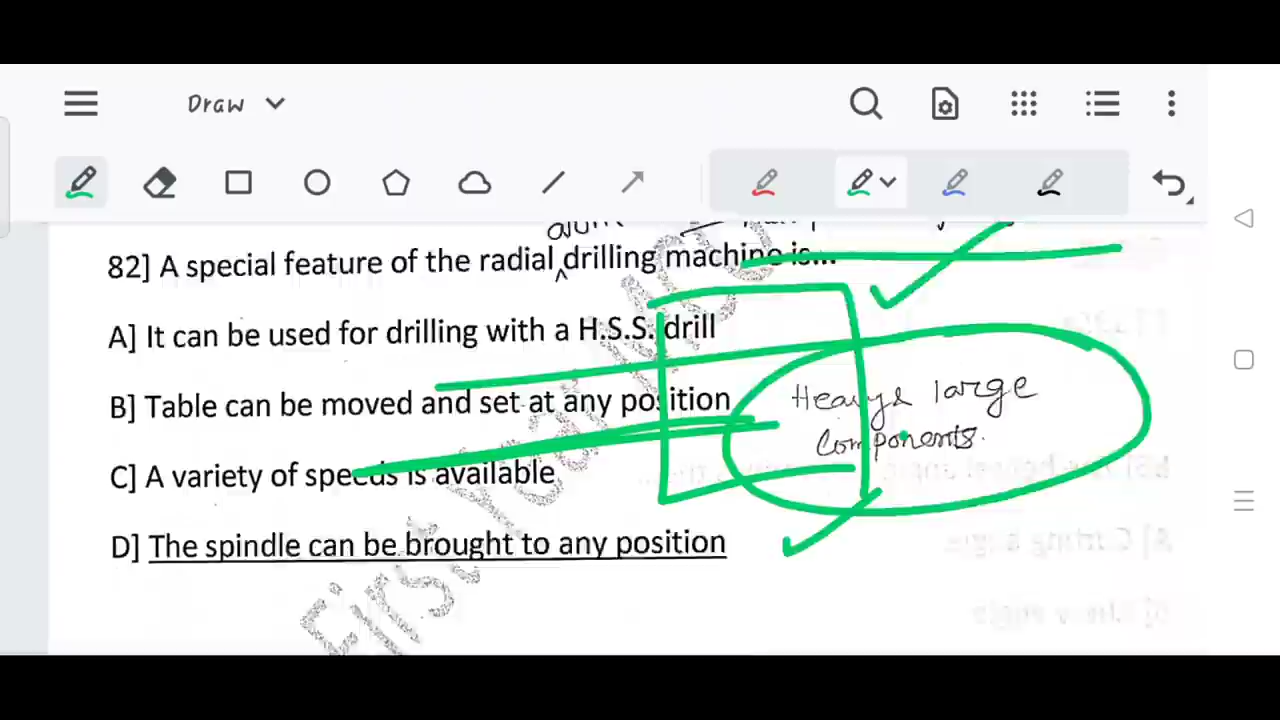 Draw
82] A special feature of the radial drilling machine is...
A] It can be used for drilling with a H.S.S. drill
B] Table can be moved and set at any position
Heavy & large
components.
C] A variety of speeds is available
D] The spindle can be brought to any position
First Year